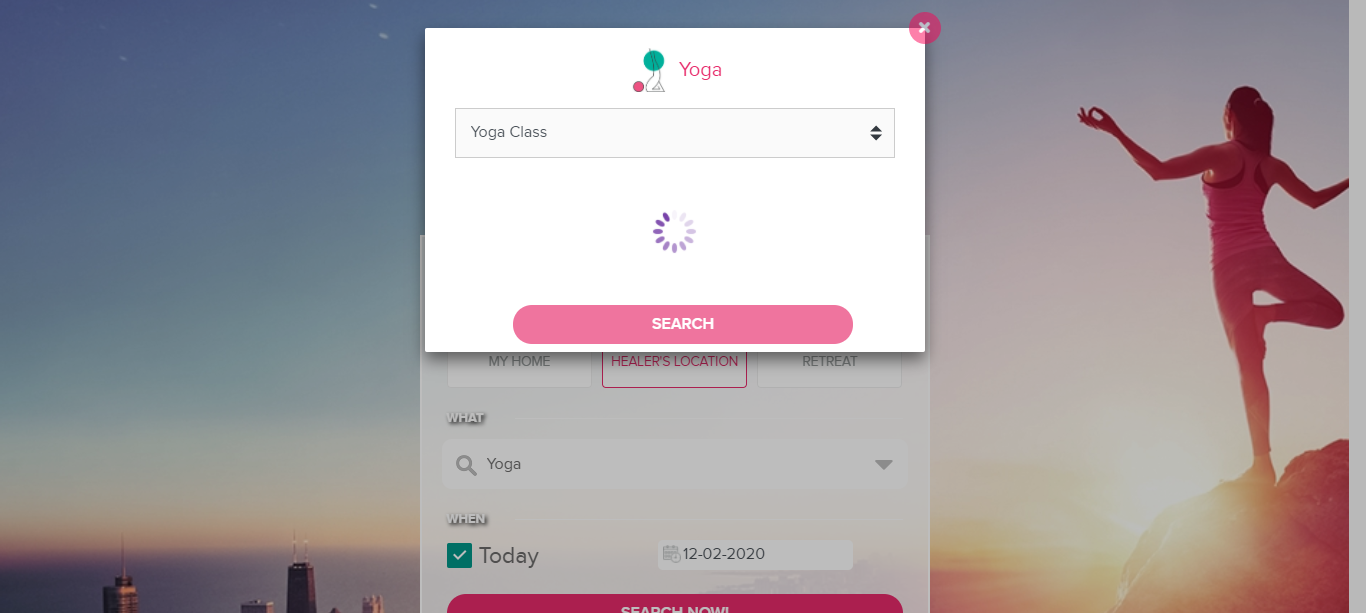 Yoga
Yoga Class
SEARCH
MY HOME
HEALER'S LOCATION
RETREAT
WHAT
Yoga
WHEN
Today
12-02-2020
SEARCH NOW!